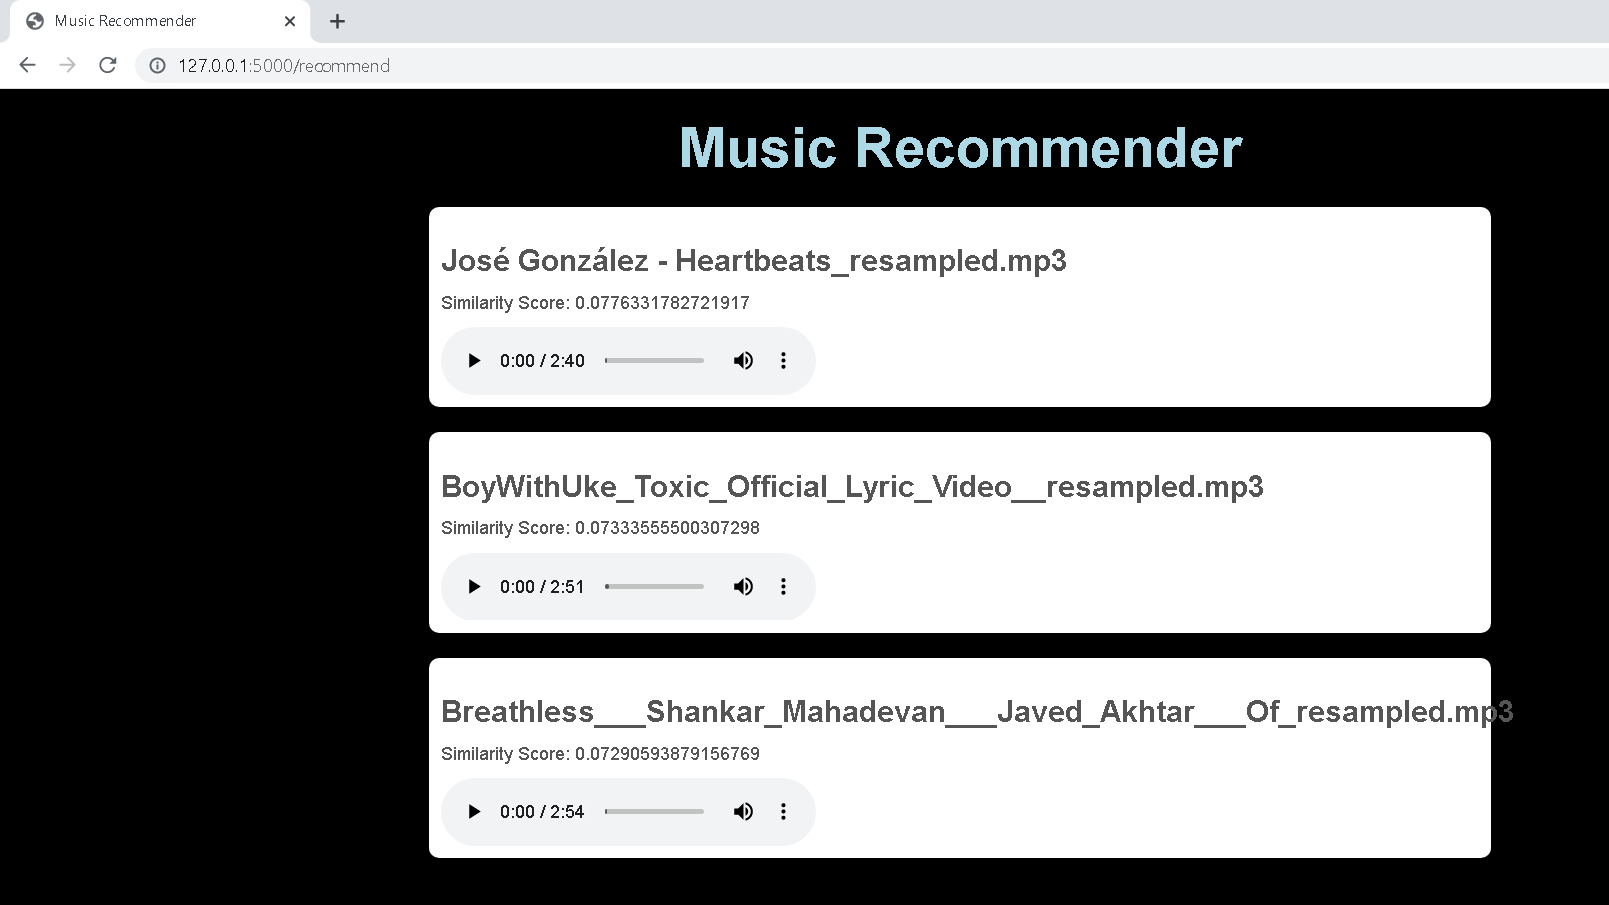 Music Recommender
127.0.0.1:5000/recommend
Music Recommender
José González - Heartbeats_resampled.mp3
Similarity Score: 0.0776331782721917
0:00 / 2:40
BoyWithUke_Toxic_Official_Lyric_Video__resampled.mp3
Similarity Score: 0.07333555500307298
0:00 / 2:51
Breathless___Shankar_Mahadevan___Javed_Akhtar___Of_resampled.mp3
Similarity Score: 0.07290593879156769
0:00 / 2:54